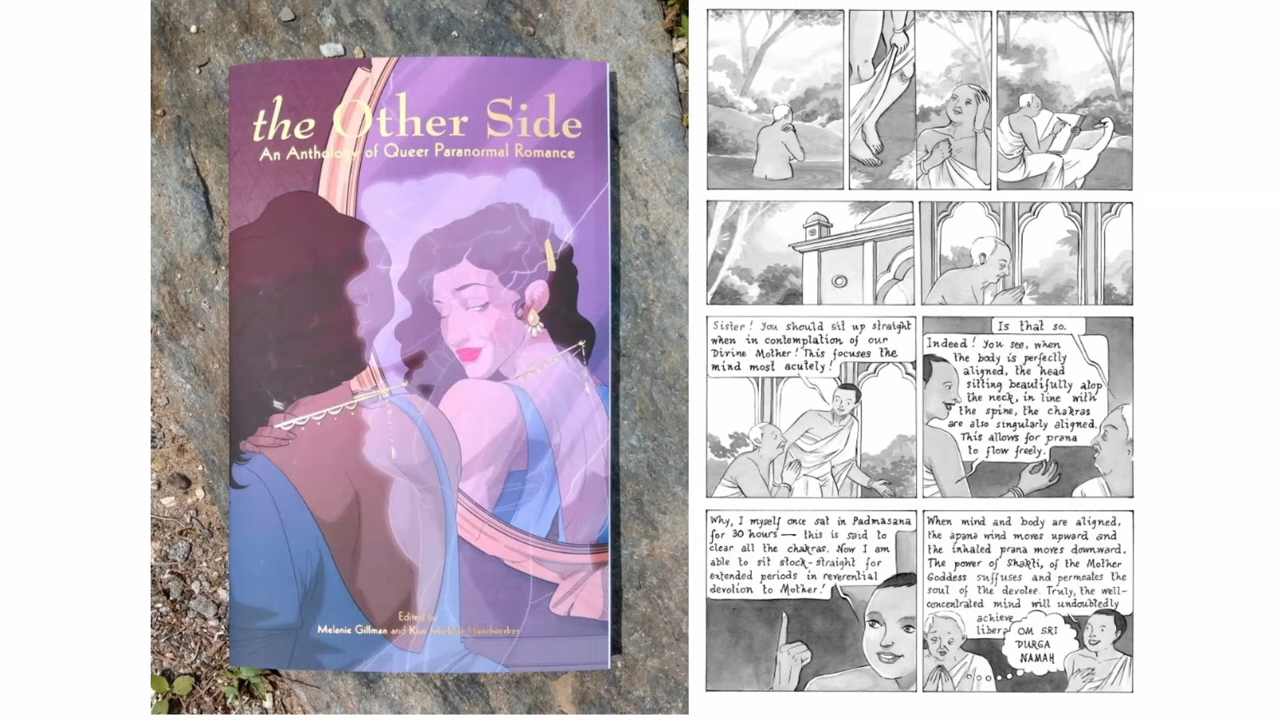 the Other Side
An Anthology of Queer Paranormal Romance
Edited by
Melanie Gillman and Kori Michele Handwerker
Sister! You should sit up straight
when in contemplation of our
Divine Mother! This focuses the
mind most acutely!
Is that so.
Indeed! You see, when
the body is perfectly
aligned, the head
sitting beautifully atop
the neck, in line with
the spine, the chakras
are also singularly aligned.
This allows for prana
to flow freely.
Why, I myself once sat in Padmasana
for 30 hours — this is said to
clear all the chakras. Now I am
able to sit stock-straight for
extended periods in reverential
devotion to Mother!
When mind and body are aligned,
the apana wind moves upward and
the inhaled prana moves downward.
The power of Shakti, of the Mother
Goddess suffuses and permeates the
soul of the devotee. Truly, the well-
concentrated mind will undoubtedly
achieve
libera
OM SRI
DURGA
NAMAH